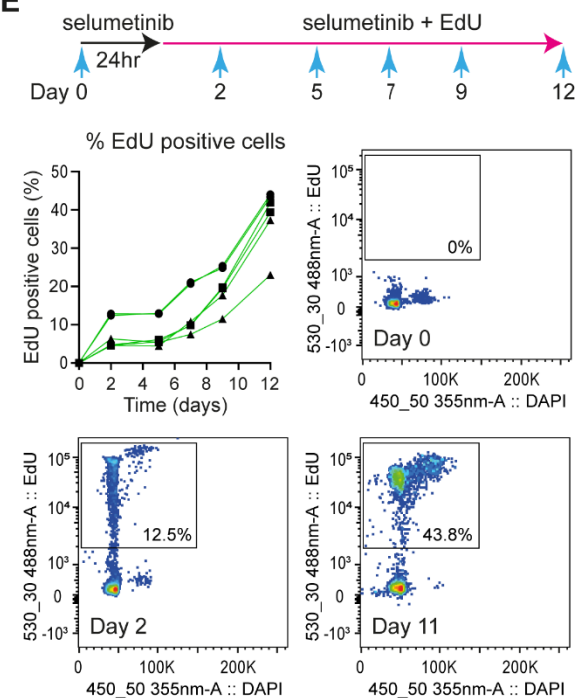 E
selumetinib selumetinib + EdU
24hr
Day 0 2 5 7 9 12
% EdU positive cells
EdU positive cells (%)
50
40
30
20
10
0
0 2 4 6 8 10 12
Time (days)
530_30 488nm-A :: EdU
10⁵
10⁴
10³
0
-10³
0%
Day 0
0 100K 200K
450_50 355nm-A :: DAPI
530_30 488nm-A :: EdU
10⁵
10⁴
10³
0
-10³
12.5%
Day 2
0 100K 200K
450_50 355nm-A :: DAPI
530_30 488nm-A :: EdU
10⁵
10⁴
10³
0
-10³
43.8%
Day 11
0 100K 200K
450_50 355nm-A :: DAPI